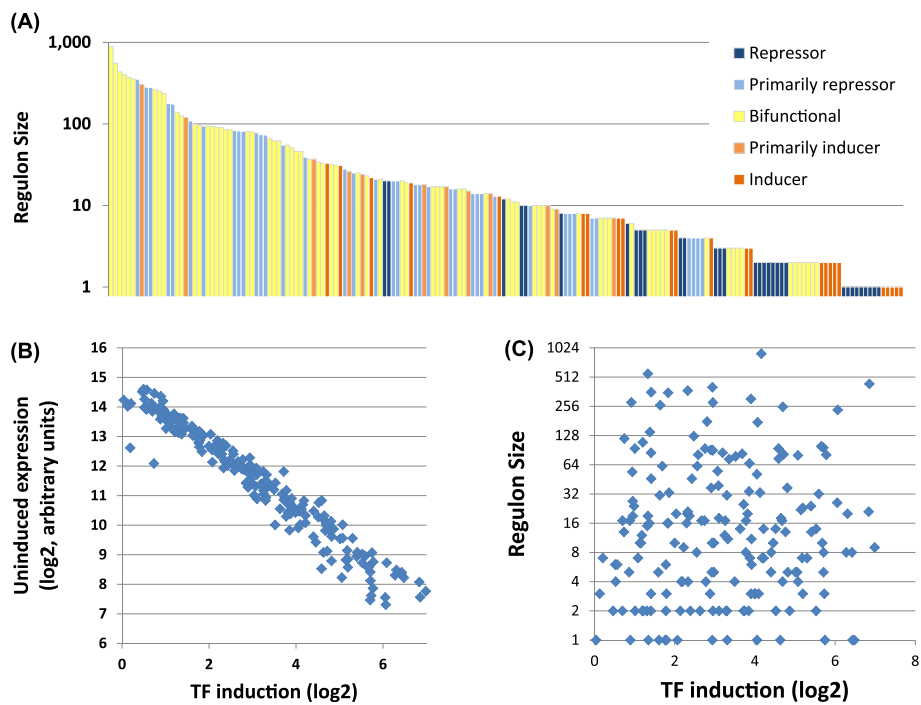 (A)
Regulon Size
1,000
100
10
1
Repressor
Primarily repressor
Bifunctional
Primarily inducer
Inducer
(B)
Uninduced expression
(log2, arbitrary units)
16
15
14
13
12
11
10
9
8
7
6
0 2 4 6
TF induction (log2)
(C)
Regulon Size
1024
512
256
128
64
32
16
8
4
2
1
0 2 4 6 8
TF induction (log2)